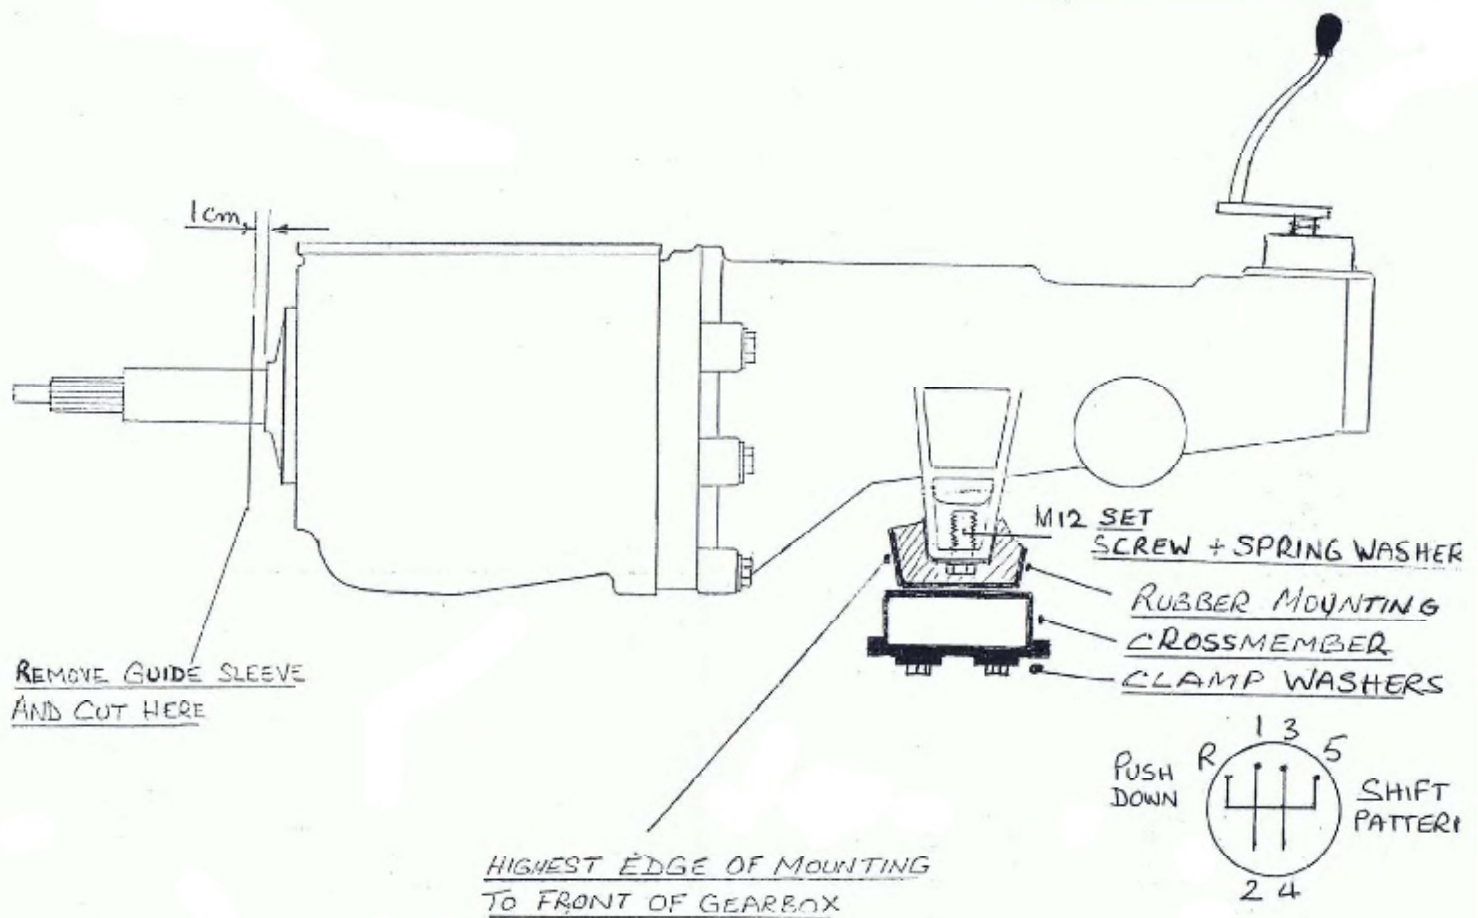 1cm,
M12 SET
SCREW + SPRING WASHER
RUBBER MOUNTING
CROSSMEMBER
CLAMP WASHERS
REMOVE GUIDE SLEEVE
AND CUT HERE
HIGHEST EDGE OF MOUNTING
TO FRONT OF GEARBOX
PUSH
DOWN
R 1 3 5
2 4
SHIFT
PATTER